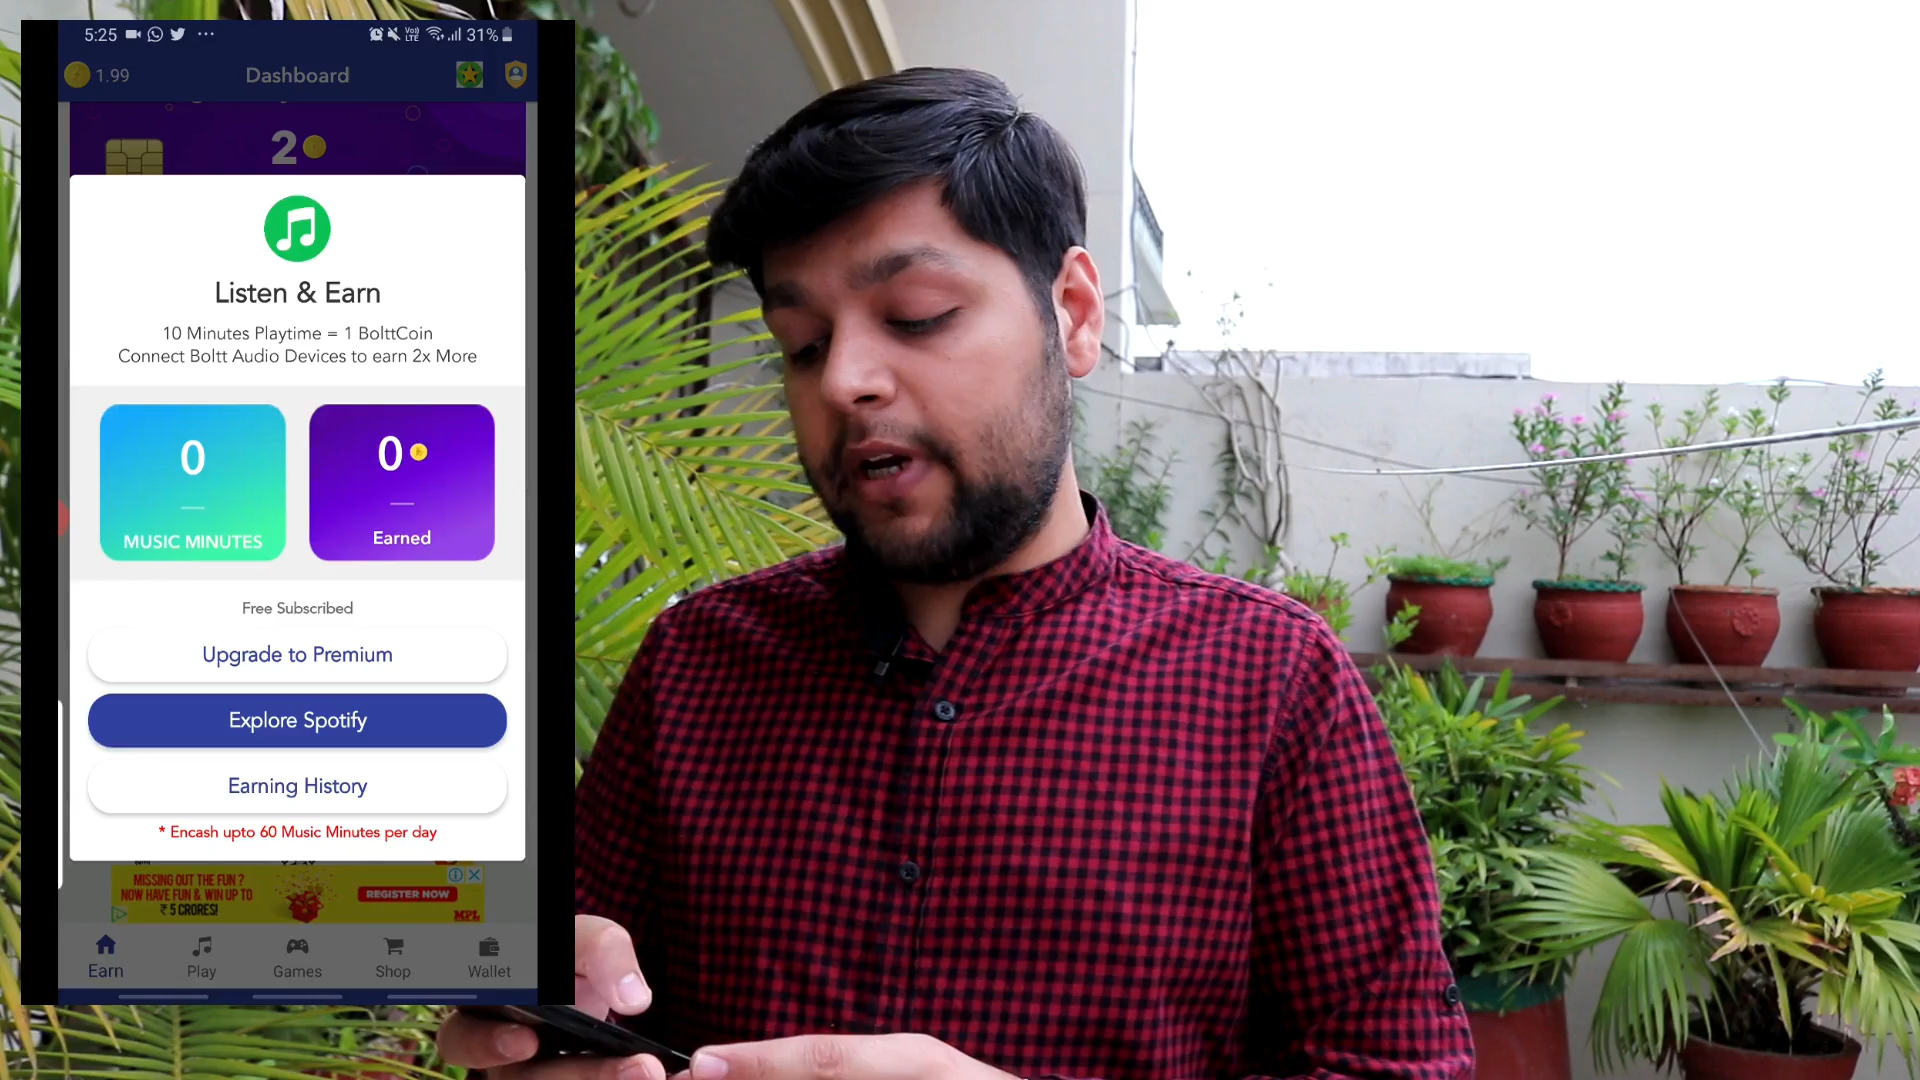 5:25 31%
1.99 Dashboard
2
Listen & Earn
10 Minutes Playtime = 1 BolttCoin
Connect Boltt Audio Devices to earn 2x More
0 0
MUSIC MINUTES Earned
Free Subscribed
Upgrade to Premium
Explore Spotify
Earning History
* Encash upto 60 Music Minutes per day
MISSING OUT THE FUN ?
NOW HAVE FUN & WIN UP TO
₹ 5 CRORES!
REGISTER NOW
MPL
Earn Play Games Shop Wallet